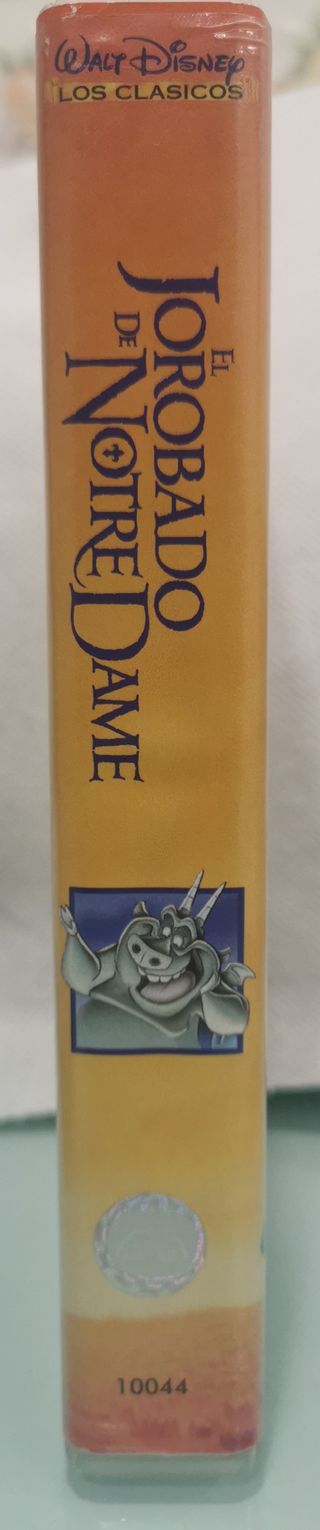 WALT DISNEY
LOS CLASICOS
EL
JOROBADO
DE
NOTRE DAME
10044